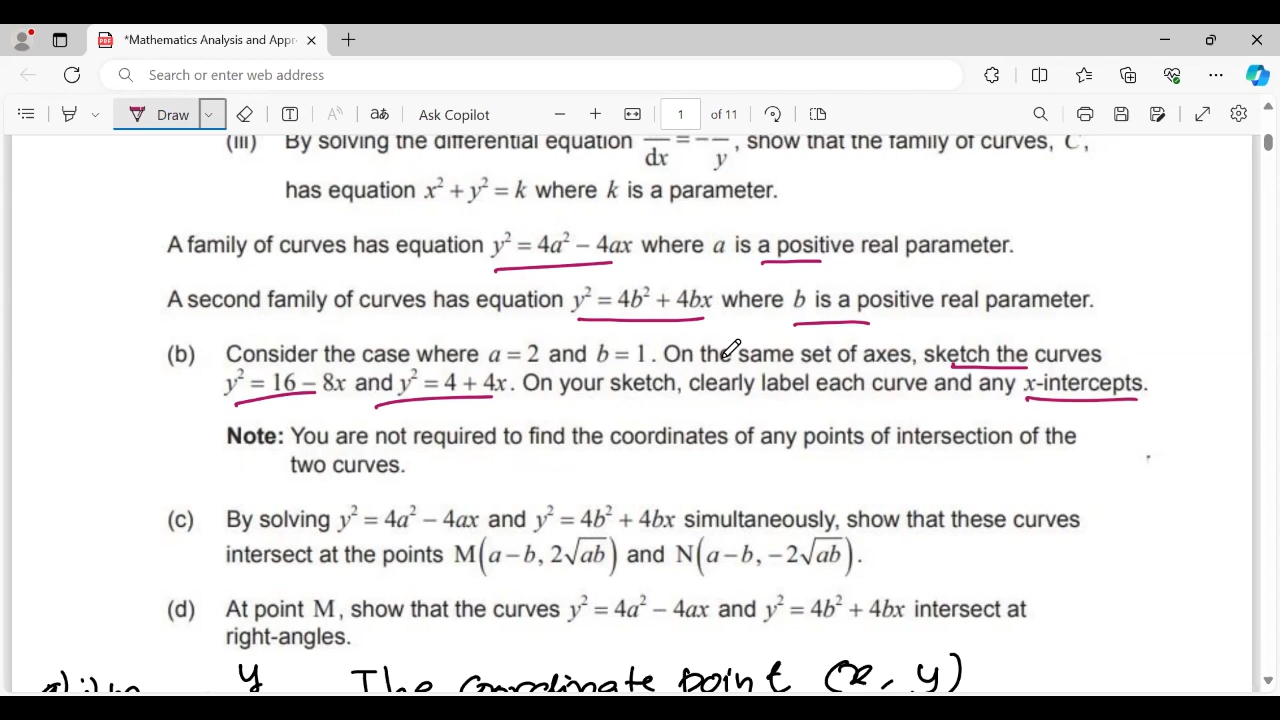 *Mathematics Analysis and Appr
Search or enter web address
Draw
aあ
Ask Copilot
1 of 11
(iii) By solving the differential equation dx = − y, show that the family of curves, C,
has equation x² + y² = k where k is a parameter.
A family of curves has equation y² = 4a² − 4ax where a is a positive real parameter.
A second family of curves has equation y² = 4b² + 4bx where b is a positive real parameter.
(b) Consider the case where a = 2 and b = 1. On the same set of axes, sketch the curves
y² = 16 − 8x and y² = 4 + 4x. On your sketch, clearly label each curve and any x-intercepts.
Note: You are not required to find the coordinates of any points of intersection of the
two curves.
(c) By solving y² = 4a² − 4ax and y² = 4b² + 4bx simultaneously, show that these curves
intersect at the points M(a − b, 2√ab) and N(a − b, −2√ab).
(d) At point M, show that the curves y² = 4a² − 4ax and y² = 4b² + 4bx intersect at
right-angles.
y The coordinate point (x, y)